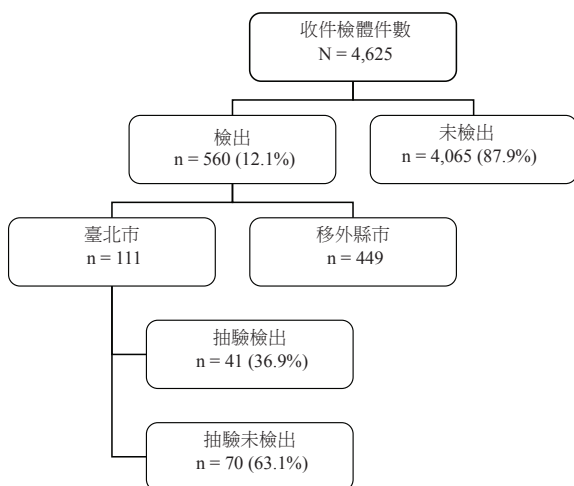 收件檢體件數
N = 4,625
檢出
n = 560 (12.1%)
未檢出
n = 4,065 (87.9%)
臺北市
n = 111
移外縣市
n = 449
抽驗檢出
n = 41 (36.9%)
抽驗未檢出
n = 70 (63.1%)